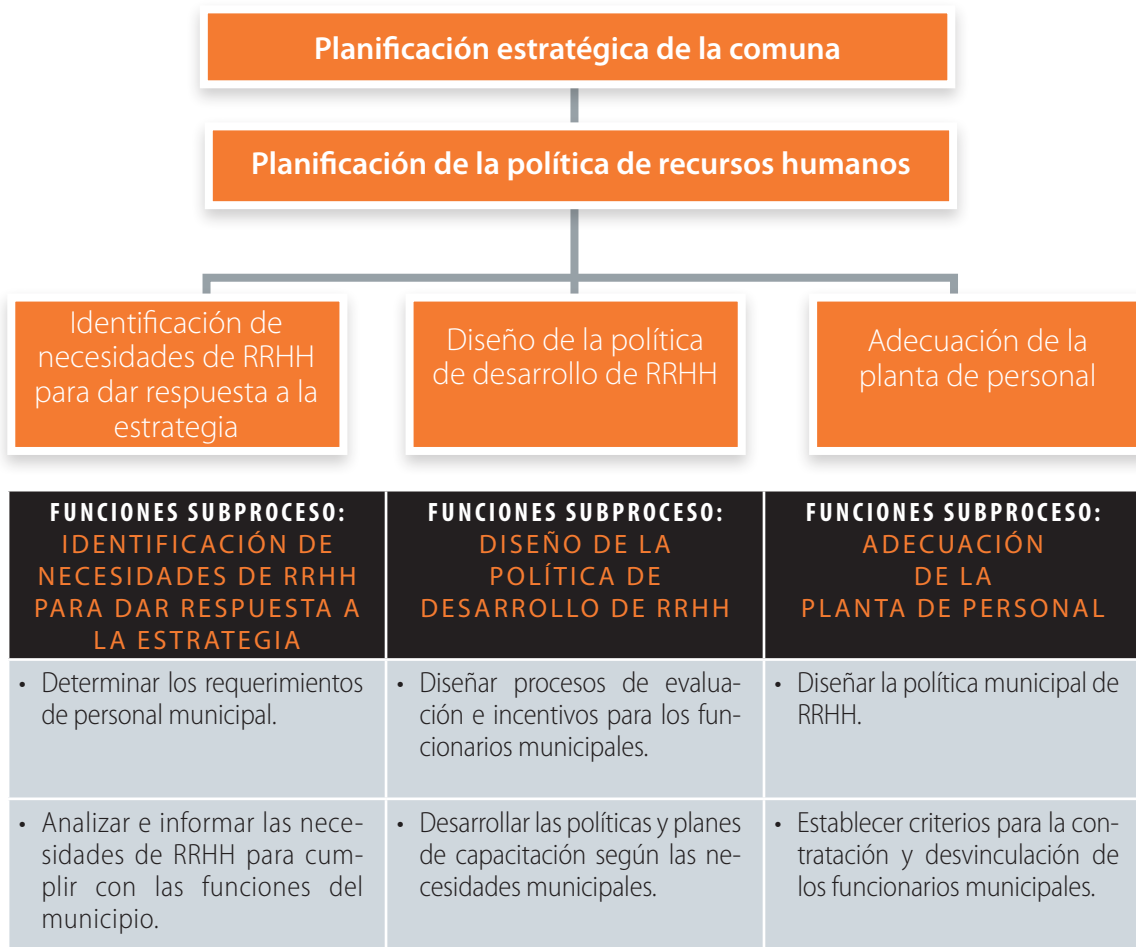 Planificación estratégica de la comuna
Planificación de la política de recursos humanos
Identificación de
necesidades de RRHH
para dar respuesta a la
estrategia
Diseño de la política
de desarrollo de RRHH
Adecuación de la
planta de personal
FUNCIONES SUBPROCESO:
IDENTIFICACIÓN DE
NECESIDADES DE RRHH
PARA DAR RESPUESTA A
LA ESTRATEGIA
FUNCIONES SUBPROCESO:
DISEÑO DE LA
POLÍTICA DE
DESARROLLO DE RRHH
FUNCIONES SUBPROCESO:
ADECUACIÓN
DE LA
PLANTA DE PERSONAL
• Determinar los requerimientos
de personal municipal.
• Diseñar procesos de evalua-
ción e incentivos para los fun-
cionarios municipales.
• Diseñar la política municipal de
RRHH.
• Analizar e informar las nece-
sidades de RRHH para cum-
plir con las funciones del
municipio.
• Desarrollar las políticas y planes
de capacitación según las ne-
cesidades municipales.
• Establecer criterios para la con-
tratación y desvinculación de
los funcionarios municipales.